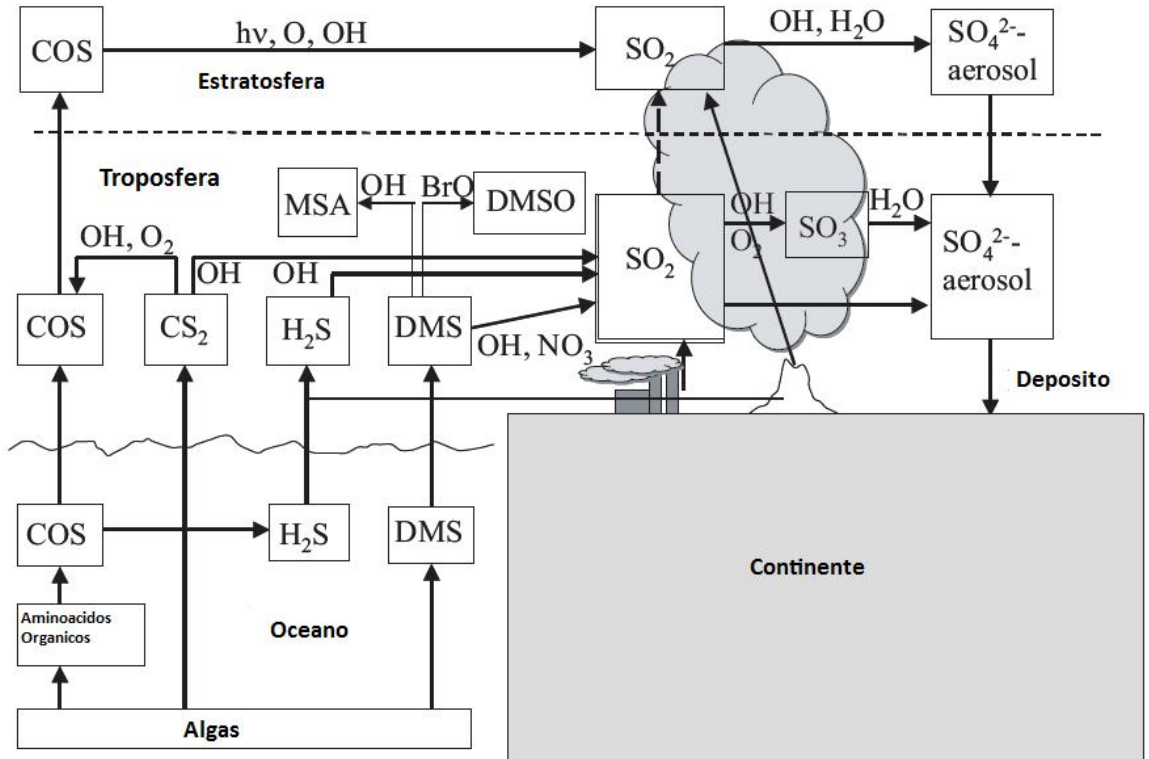 COS
hν, O, OH
SO₂
OH, H₂O
SO₄²⁻-
aerosol
Estratosfera
Troposfera
MSA
OH
BrO
DMSO
OH, O₂
OH
OH
SO₂
OH
O₂
SO₃
H₂O
SO₄²⁻-
aerosol
COS
CS₂
H₂S
DMS
OH, NO₃
Deposito
COS
H₂S
DMS
Continente
Aminoacidos
Organicos
Oceano
Algas